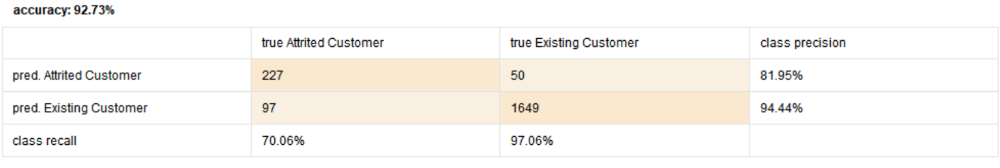 accuracy: 92.73%
true Attrited Customer true Existing Customer class precision
pred. Attrited Customer 227 50 81.95%
pred. Existing Customer 97 1649 94.44%
class recall 70.06% 97.06%